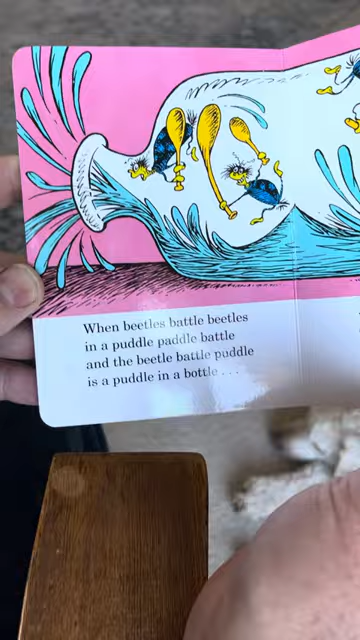 When beetles battle beetles
in a puddle paddle battle
and the beetle battle puddle
is a puddle in a bottle . . .